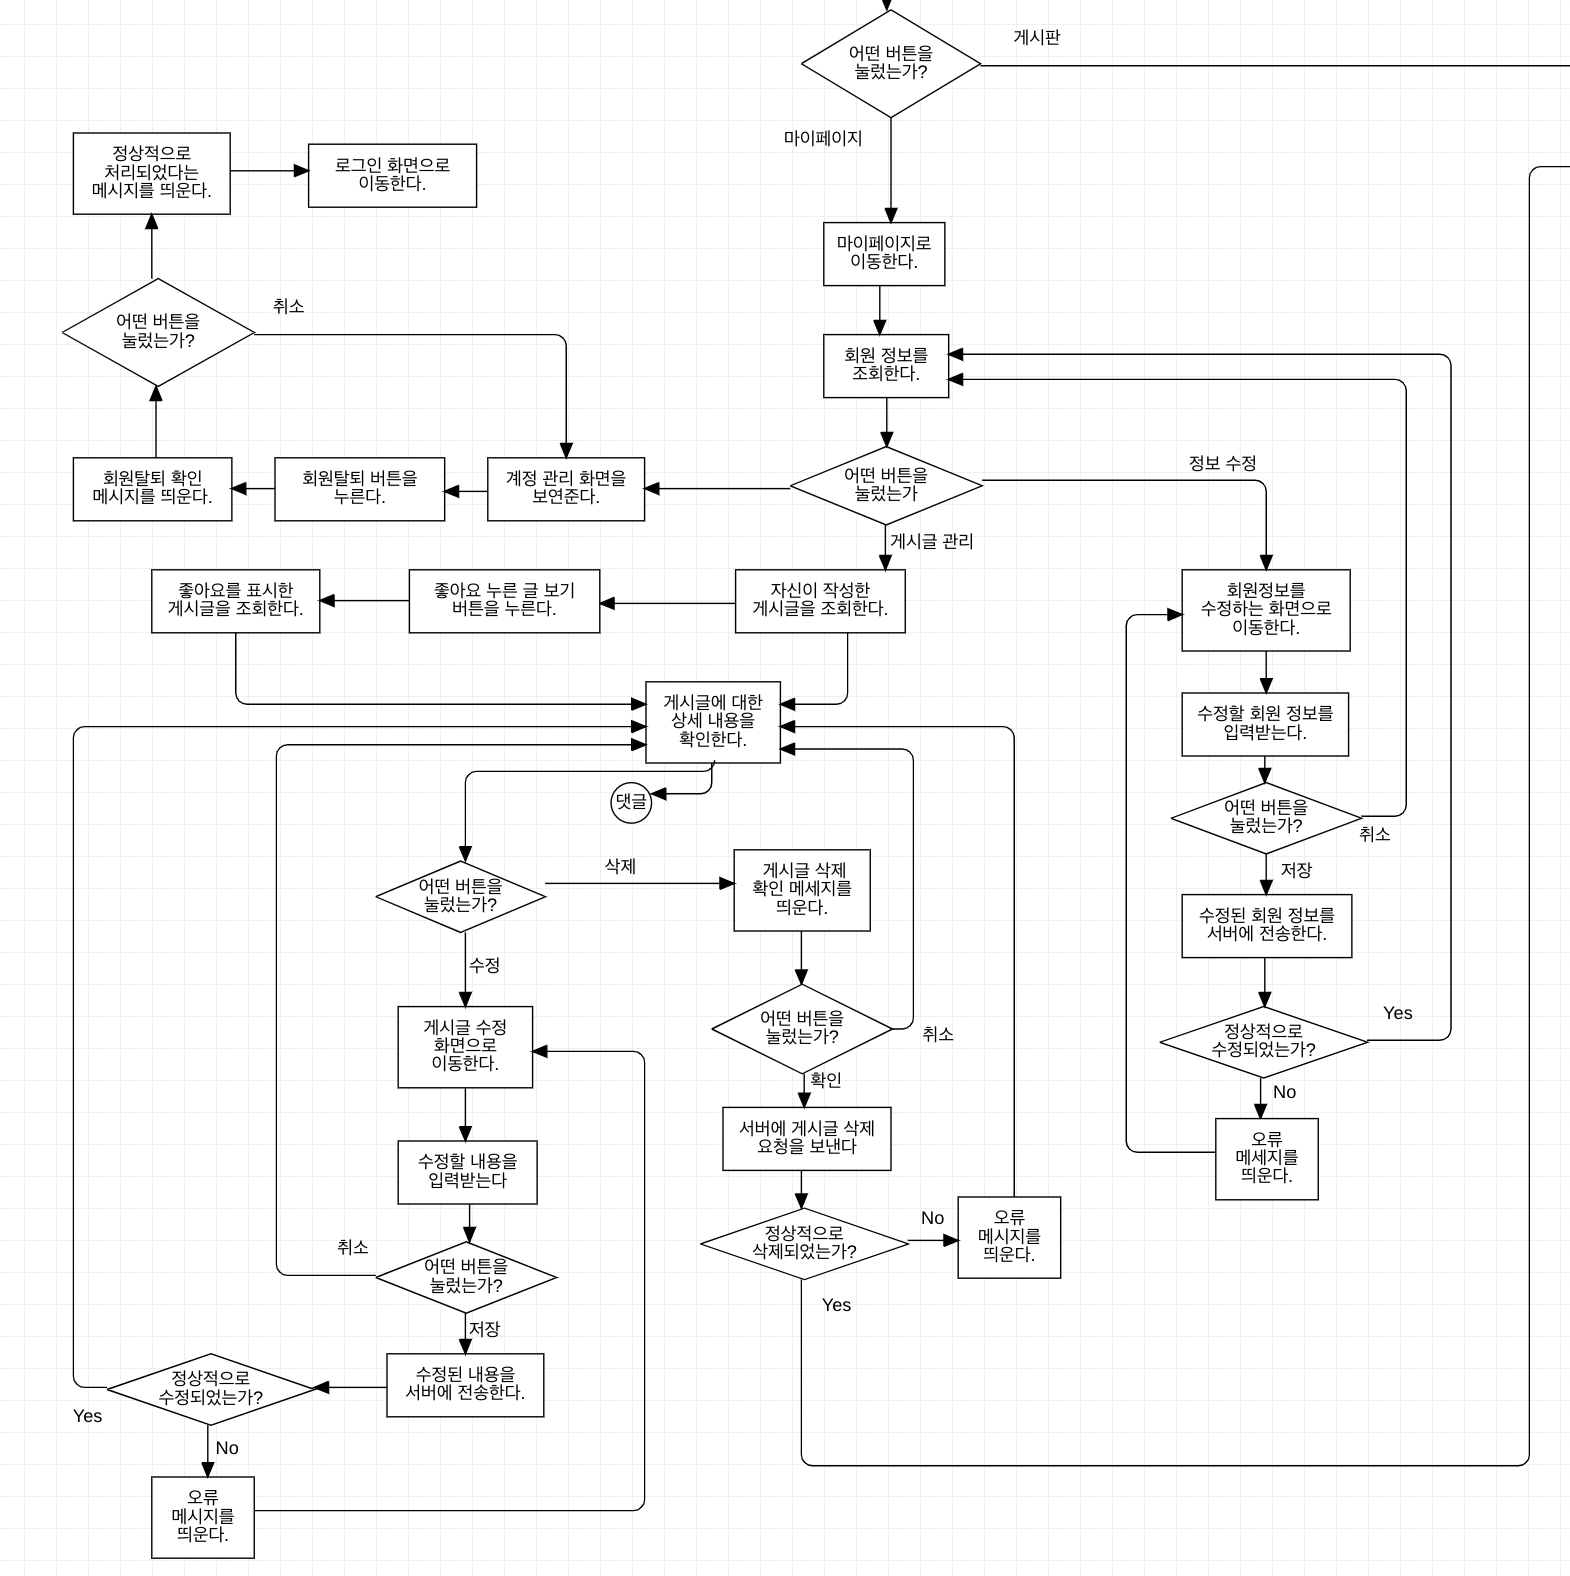 게시판
어떤 버튼을
눌렀는가?
마이페이지
정상적으로
처리되었다는
메시지를 띄운다.
로그인 화면으로
이동한다.
마이페이지로
이동한다.
취소
어떤 버튼을
눌렀는가?
회원 정보를
조회한다.
회원탈퇴 확인
메시지를 띄운다.
회원탈퇴 버튼을
누른다.
계정 관리 화면을
보연준다.
어떤 버튼을
눌렀는가
정보 수정
게시글 관리
좋아요를 표시한
게시글을 조회한다.
좋아요 누른 글 보기
버튼을 누른다.
자신이 작성한
게시글을 조회한다.
회원정보를
수정하는 화면으로
이동한다.
게시글에 대한
상세 내용을
확인한다.
수정할 회원 정보를
입력받는다.
댓글
어떤 버튼을
눌렀는가?
취소
삭제
게시글 삭제
확인 메세지를
띄운다.
저장
어떤 버튼을
눌렀는가?
수정된 회원 정보를
서버에 전송한다.
수정
게시글 수정
화면으로
이동한다.
어떤 버튼을
눌렀는가?
취소
Yes
정상적으로
수정되었는가?
확인
No
서버에 게시글 삭제
요청을 보낸다
오류
메세지를
띄운다.
수정할 내용을
입력받는다
No
정상적으로
삭제되었는가?
오류
메시지를
띄운다.
취소
어떤 버튼을
눌렀는가?
Yes
저장
정상적으로
수정되었는가?
수정된 내용을
서버에 전송한다.
Yes
No
오류
메시지를
띄운다.